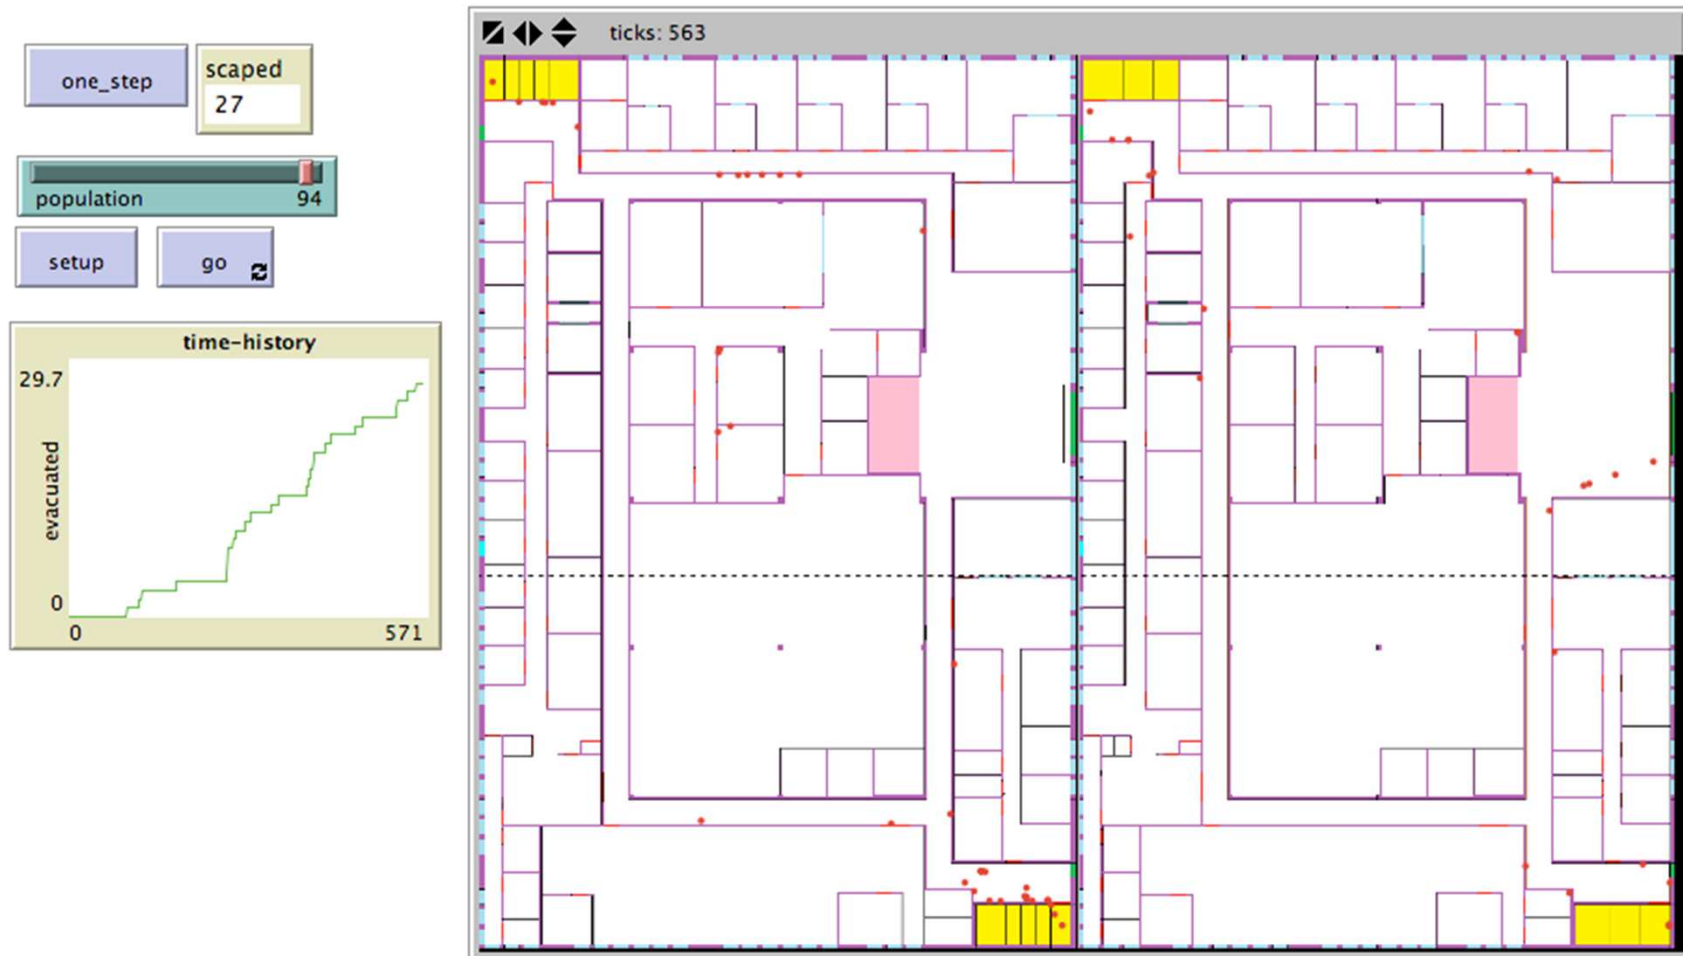 ticks: 563
one_step
scaped
27
population
94
setup
go
time-history
29.7
evacuated
0
0
571